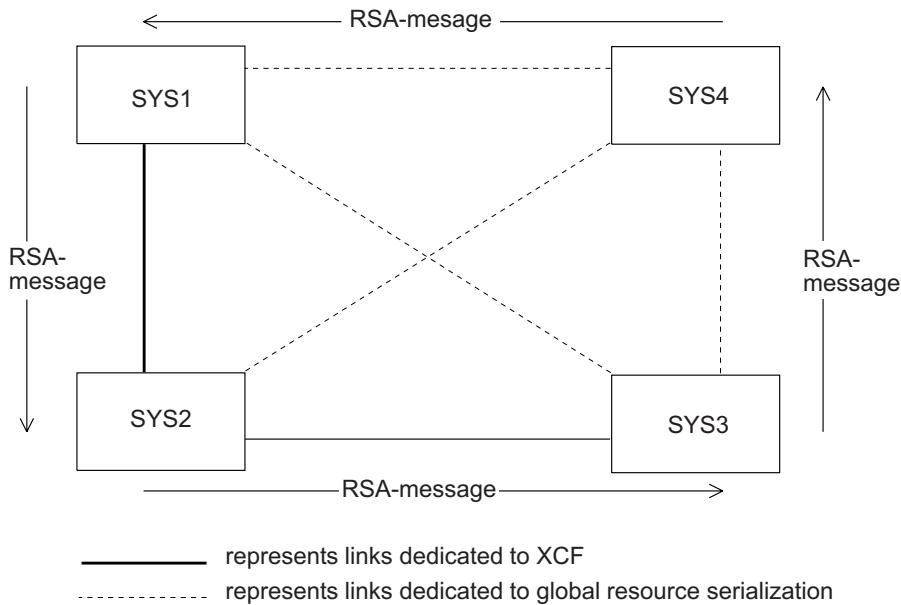 RSA-mesage
SYS1
SYS4
RSA-
message
RSA-
message
SYS2
SYS3
RSA-message
represents links dedicated to XCF
represents links dedicated to global resource serialization